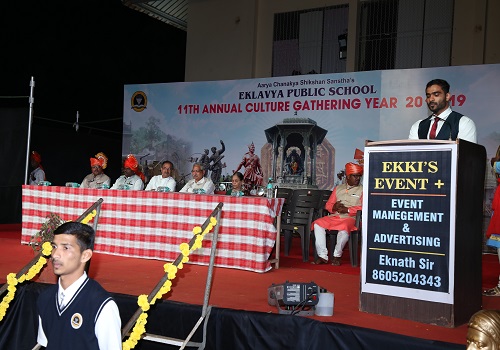 Aarya Chanakya Shikshan Sanstha's
EKLAVYA PUBLIC SCHOOL
11TH ANNUAL CULTURE GATHERING YEAR 19
EKKI'S
EVENT +
EVENT
MANEGEMENT
&
ADVERTISING
Eknath Sir
8605204343